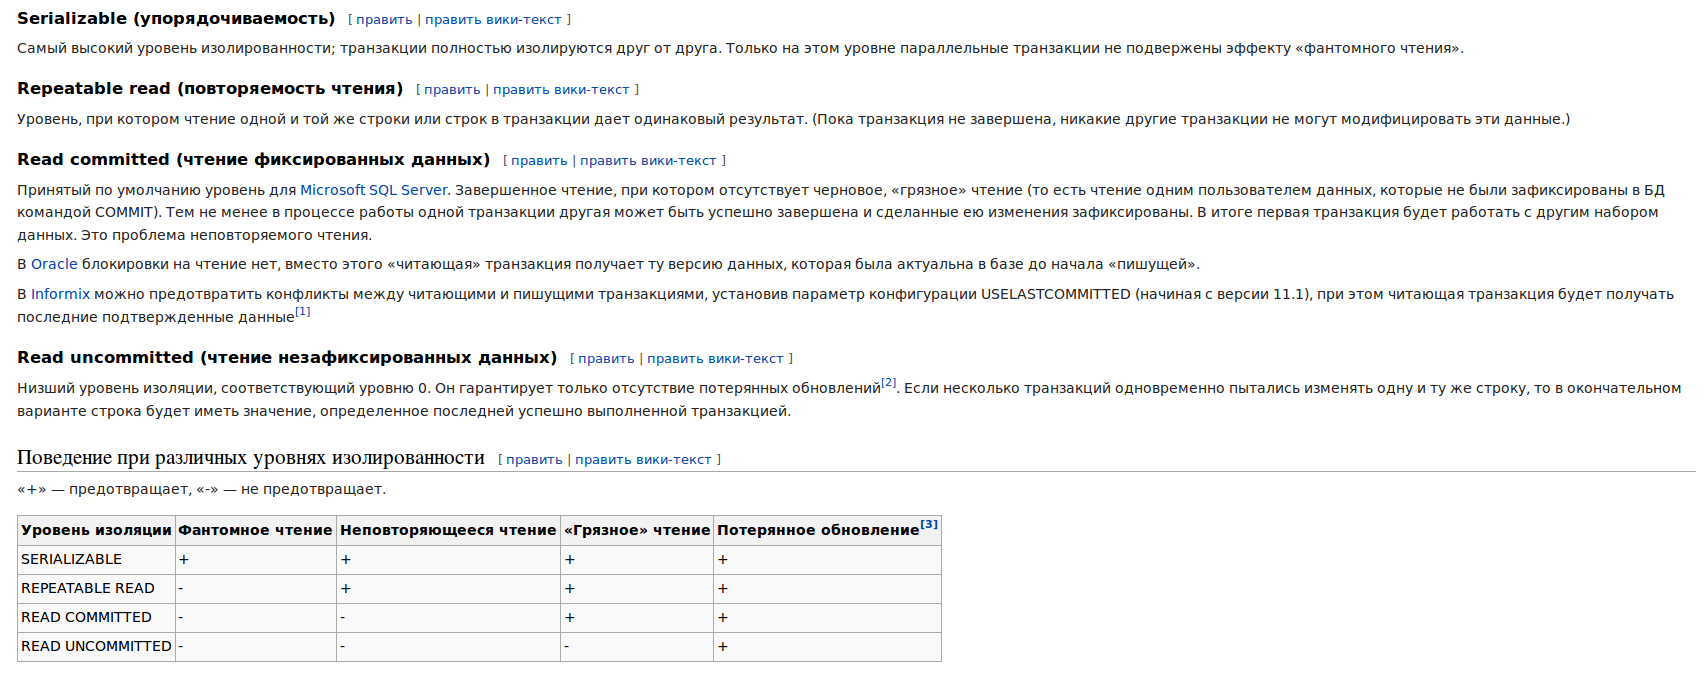 Serializable (упорядочиваемость) [ править | править вики-текст ]
Самый высокий уровень изолированности; транзакции полностью изолируются друг от друга. Только на этом уровне параллельные транзакции не подвержены эффекту «фантомного чтения».
Repeatable read (повторяемость чтения) [ править | править вики-текст ]
Уровень, при котором чтение одной и той же строки или строк в транзакции дает одинаковый результат. (Пока транзакция не завершена, никакие другие транзакции не могут модифицировать эти данные.)
Read committed (чтение фиксированных данных) [ править | править вики-текст ]
Принятый по умолчанию уровень для Microsoft SQL Server. Завершенное чтение, при котором отсутствует черновое, «грязное» чтение (то есть чтение одним пользователем данных, которые не были зафиксированы в БД
командой COMMIT). Тем не менее в процессе работы одной транзакции другая может быть успешно завершена и сделанные ею изменения зафиксированы. В итоге первая транзакция будет работать с другим набором
данных. Это проблема неповторяемого чтения.
В Oracle блокировки на чтение нет, вместо этого «читающая» транзакция получает ту версию данных, которая была актуальна в базе до начала «пишущей».
В Informix можно предотвратить конфликты между читающими и пишущими транзакциями, установив параметр конфигурации USELASTCOMMITTED (начиная с версии 11.1), при этом читающая транзакция будет получать
последние подтвержденные данные[1]
Read uncommitted (чтение незафиксированных данных) [ править | править вики-текст ]
Низший уровень изоляции, соответствующий уровню 0. Он гарантирует только отсутствие потерянных обновлений[2]. Если несколько транзакций одновременно пытались изменять одну и ту же строку, то в окончательном
варианте строка будет иметь значение, определенное последней успешно выполненной транзакцией.
Поведение при различных уровнях изолированности [ править | править вики-текст ]
«+» — предотвращает, «-» — не предотвращает.
Уровень изоляции Фантомное чтение Неповторяющееся чтение «Грязное» чтение Потерянное обновление[3]
SERIALIZABLE + + + +
REPEATABLE READ - + + +
READ COMMITTED - - + +
READ UNCOMMITTED - - - +